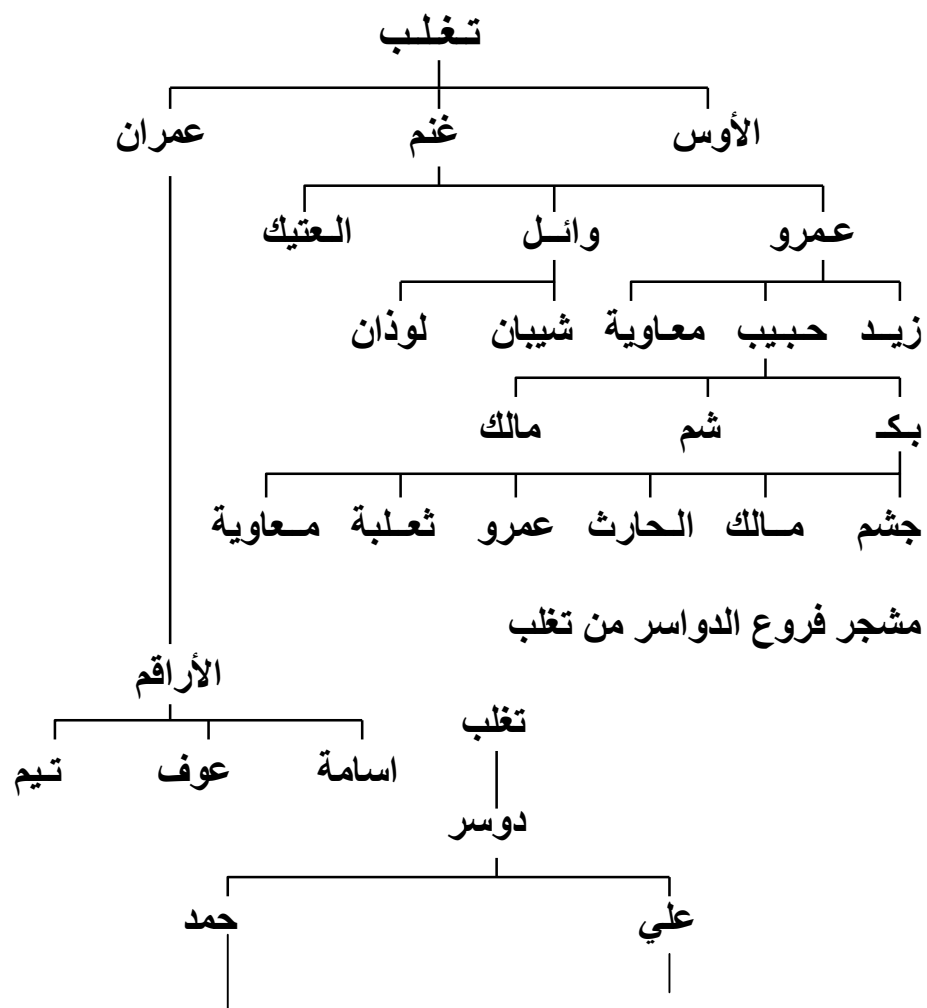 تغلب
الأوس غنم عمران
عمرو وائل العتيك
زيد حبيب معاوية شيبان لوذان
بكـ شم مالك
جشم مالك الحارث عمرو ثعلبة معاوية
مشجر فروع الدواسر من تغلب
الأراقم
تغلب
اسامة عوف تيم
دوسر
علي حمد